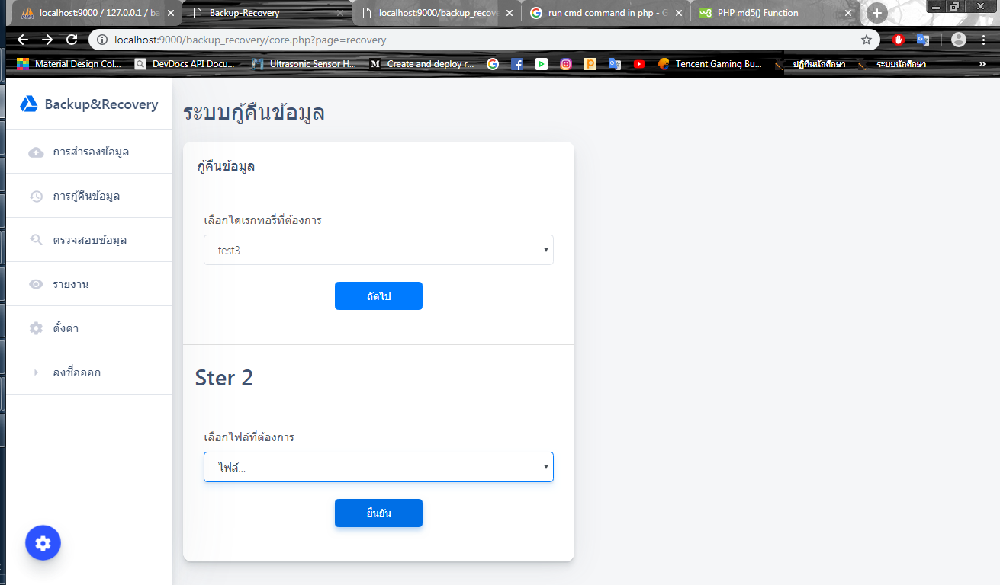 localhost:9000 / 127.0.0.1 / ba
Backup-Recovery
localhost:9000/backup_recove
run cmd command in php - G
PHP md5() Function
localhost:9000/backup_recovery/core.php?page=recovery
Material Design Col...
DevDocs API Docu...
Ultrasonic Sensor H...
Create and deploy r...
Tencent Gaming Bu...
ปฏิทินนักศึกษา
ระบบนักศึกษา
Backup&Recovery
การสำรองข้อมูล
การกู้คืนข้อมูล
ตรวจสอบข้อมูล
รายงาน
ตั้งค่า
ลงชื่อออก
ระบบกู้คืนข้อมูล
กู้คืนข้อมูล
เลือกไดเรกทอรี่ที่ต้องการ
test3
ถัดไป
Ster 2
เลือกไฟล์ที่ต้องการ
ไฟล์...
ยืนยัน